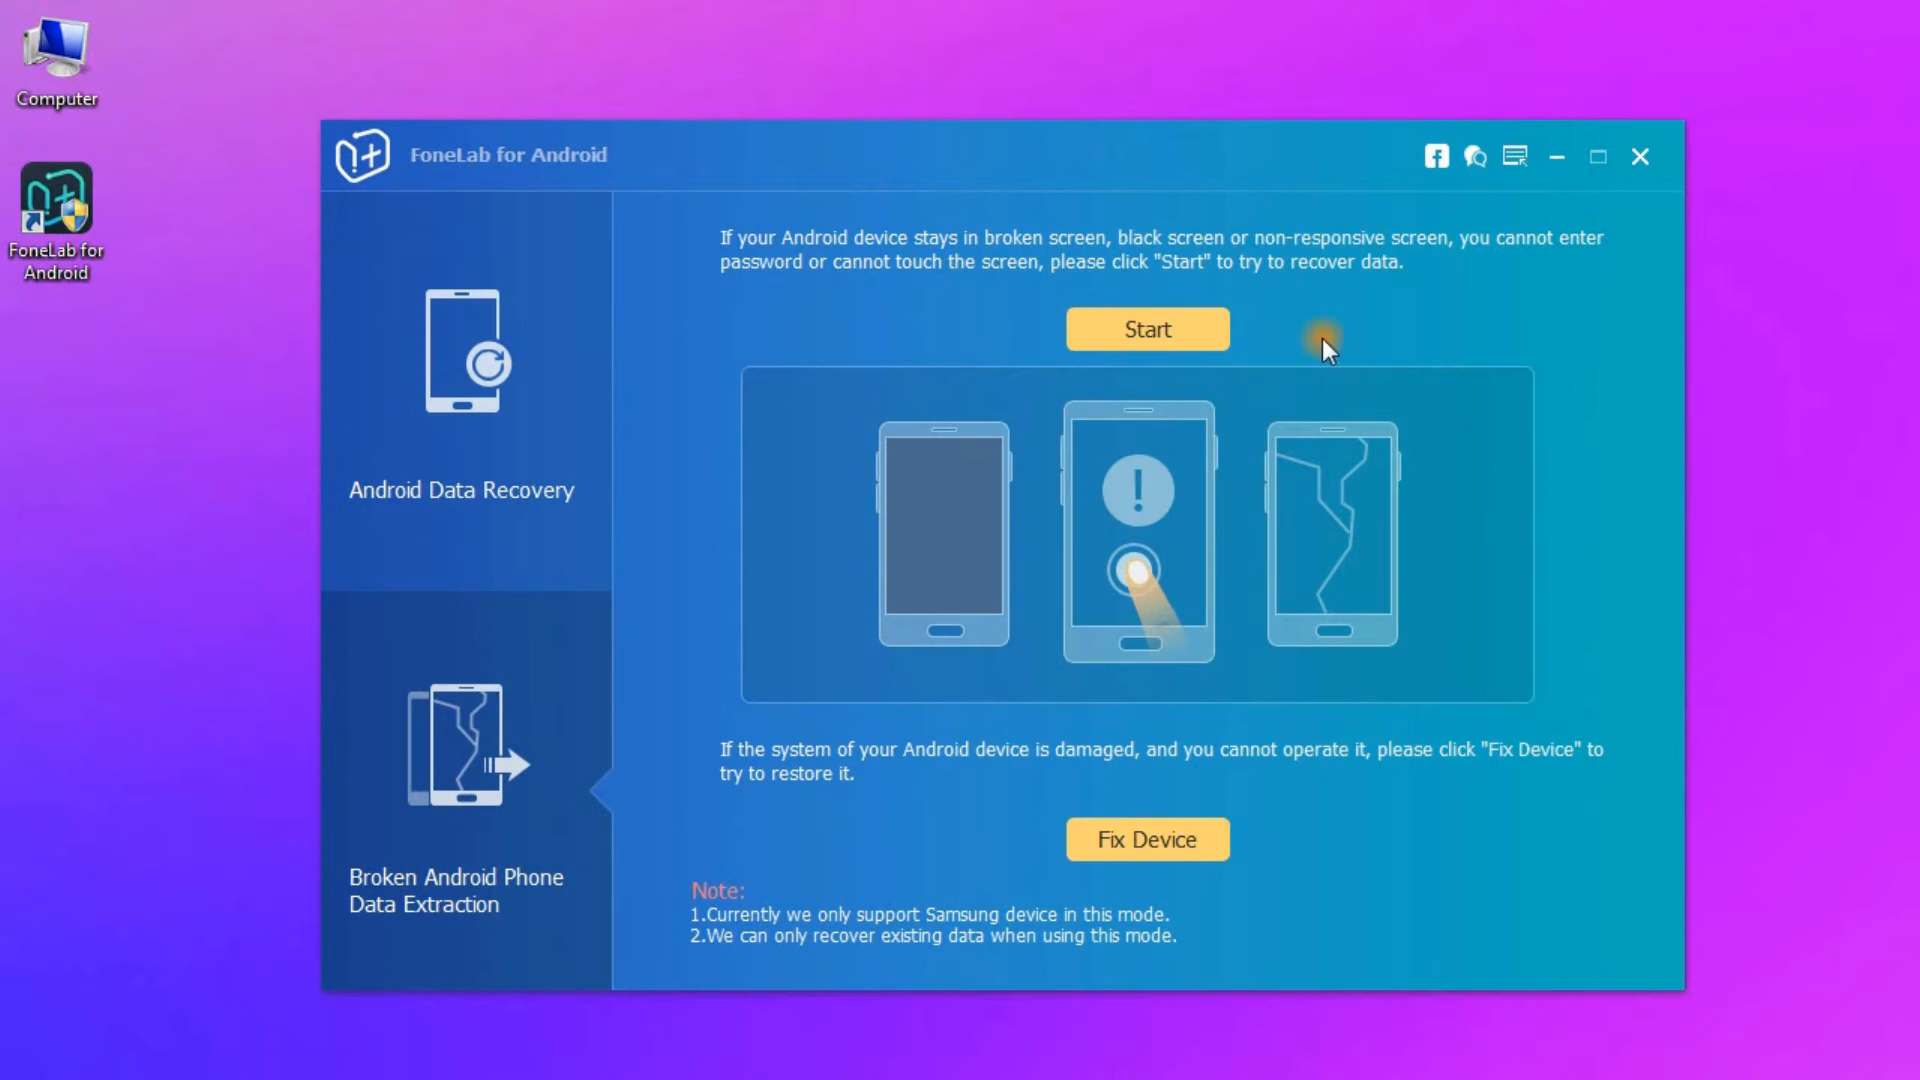 Computer
FoneLab for
Android
FoneLab for Android
Android Data Recovery
Broken Android Phone
Data Extraction
If your Android device stays in broken screen, black screen or non-responsive screen, you cannot enter
password or cannot touch the screen, please click "Start" to try to recover data.
Start
If the system of your Android device is damaged, and you cannot operate it, please click "Fix Device" to
try to restore it.
Fix Device
Note:
1.Currently we only support Samsung device in this mode.
2.We can only recover existing data when using this mode.